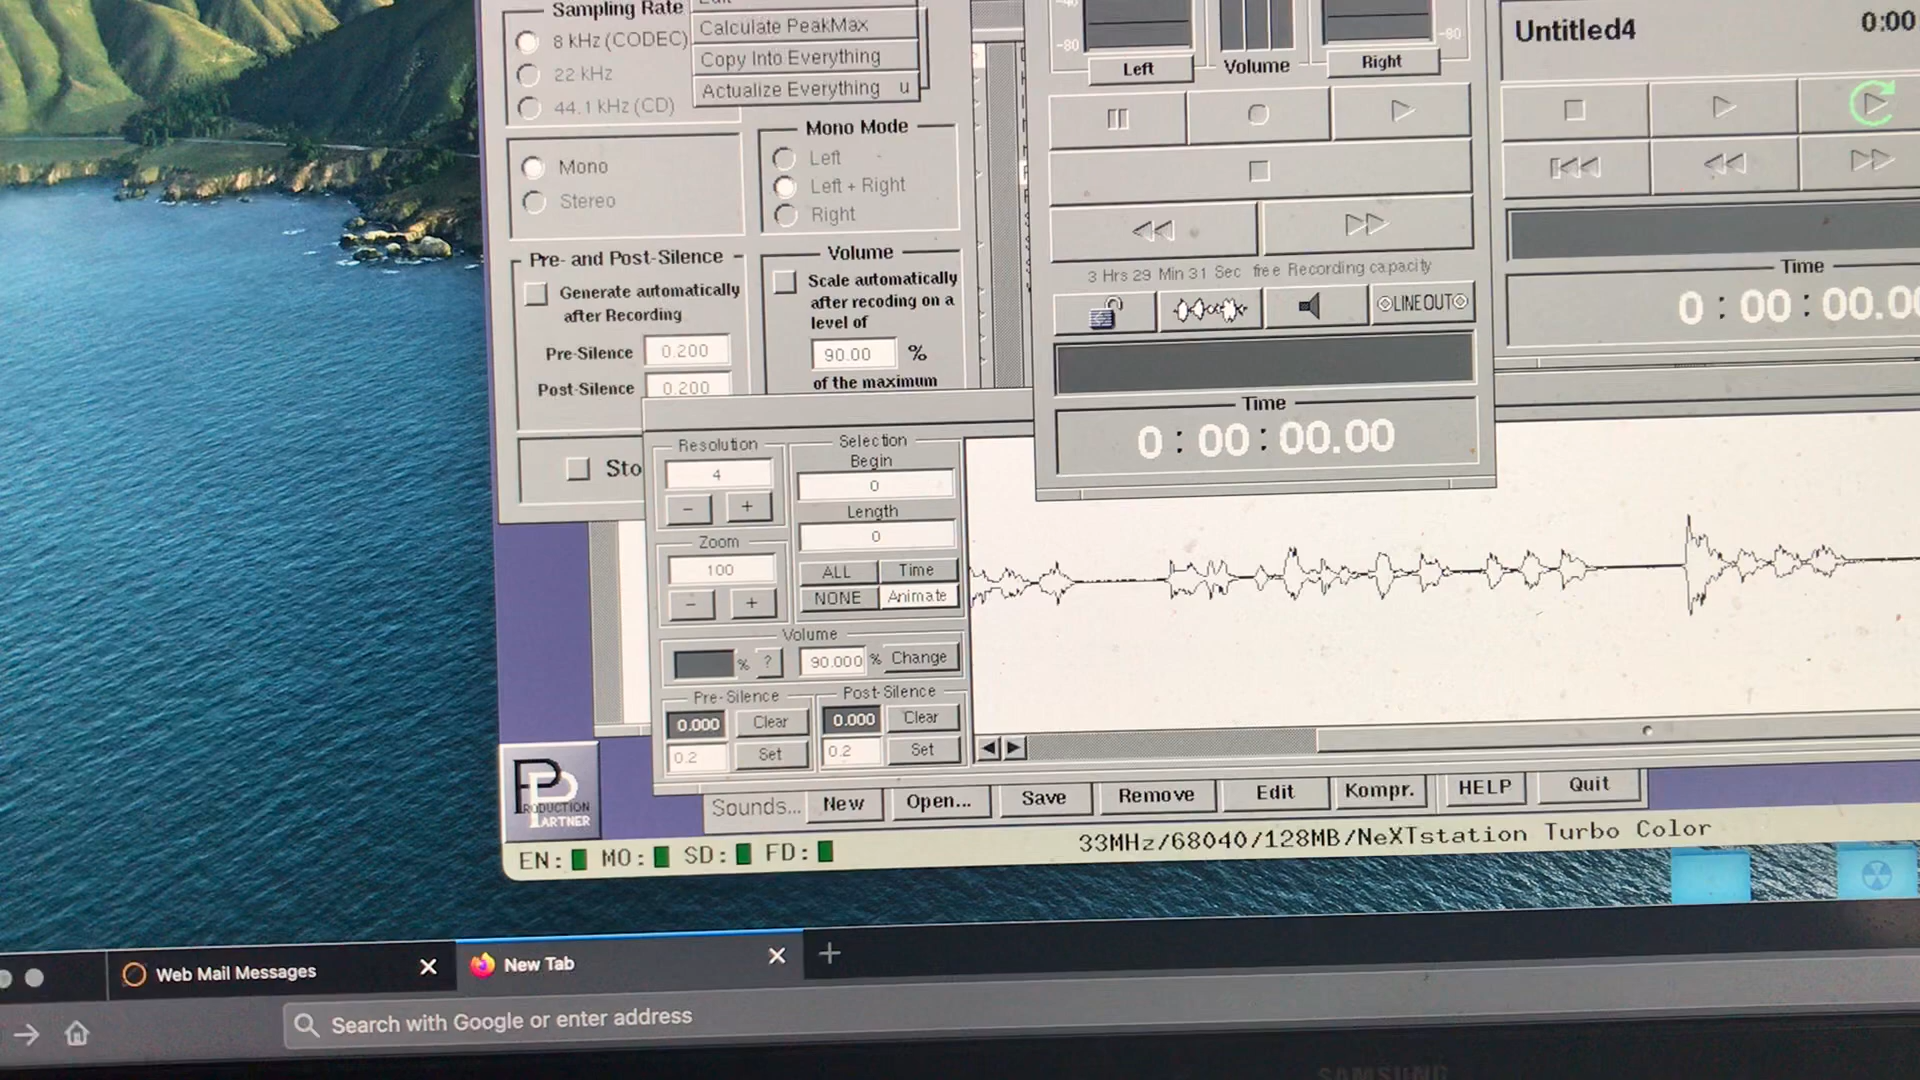 Sampling Rate
8 kHz (CODEC)
22 kHz
44.1 kHz (CD)
Calculate PeakMax
Copy Into Everything
Actualize Everything u
Mono
Stereo
Mono Mode
Left
Left + Right
Right
Pre- and Post-Silence
Generate automatically
after Recording
Pre-Silence 0.200
Post-Silence 0.200
Volume
Scale automatically
after recoding on a
level of
90.00 %
of the maximum
Sto
-80
-80
Left
Volume
Right
3 Hrs 29 Min 31 Sec free Recording capacity
LINEOUT
Time
0:00:00.00
Untitled4
0:00
Time
0:00:00.0
Resolution
4
- +
Zoom
100
- +
Selection
Begin
0
Length
0
ALL Time
NONE Animate
Volume
% ? 90.000 % Change
Pre-Silence
0.000 Clear
0.2 Set
Post-Silence
0.000 Clear
0.2 Set
Sounds... New Open... Save Remove Edit Kompr. HELP Quit
PRODUCTION
PARTNER
EN: MO: SD: FD:
33MHz/68040/128MB/NeXTstation Turbo Color
Web Mail Messages
New Tab
Search with Google or enter address
SAMSUNG